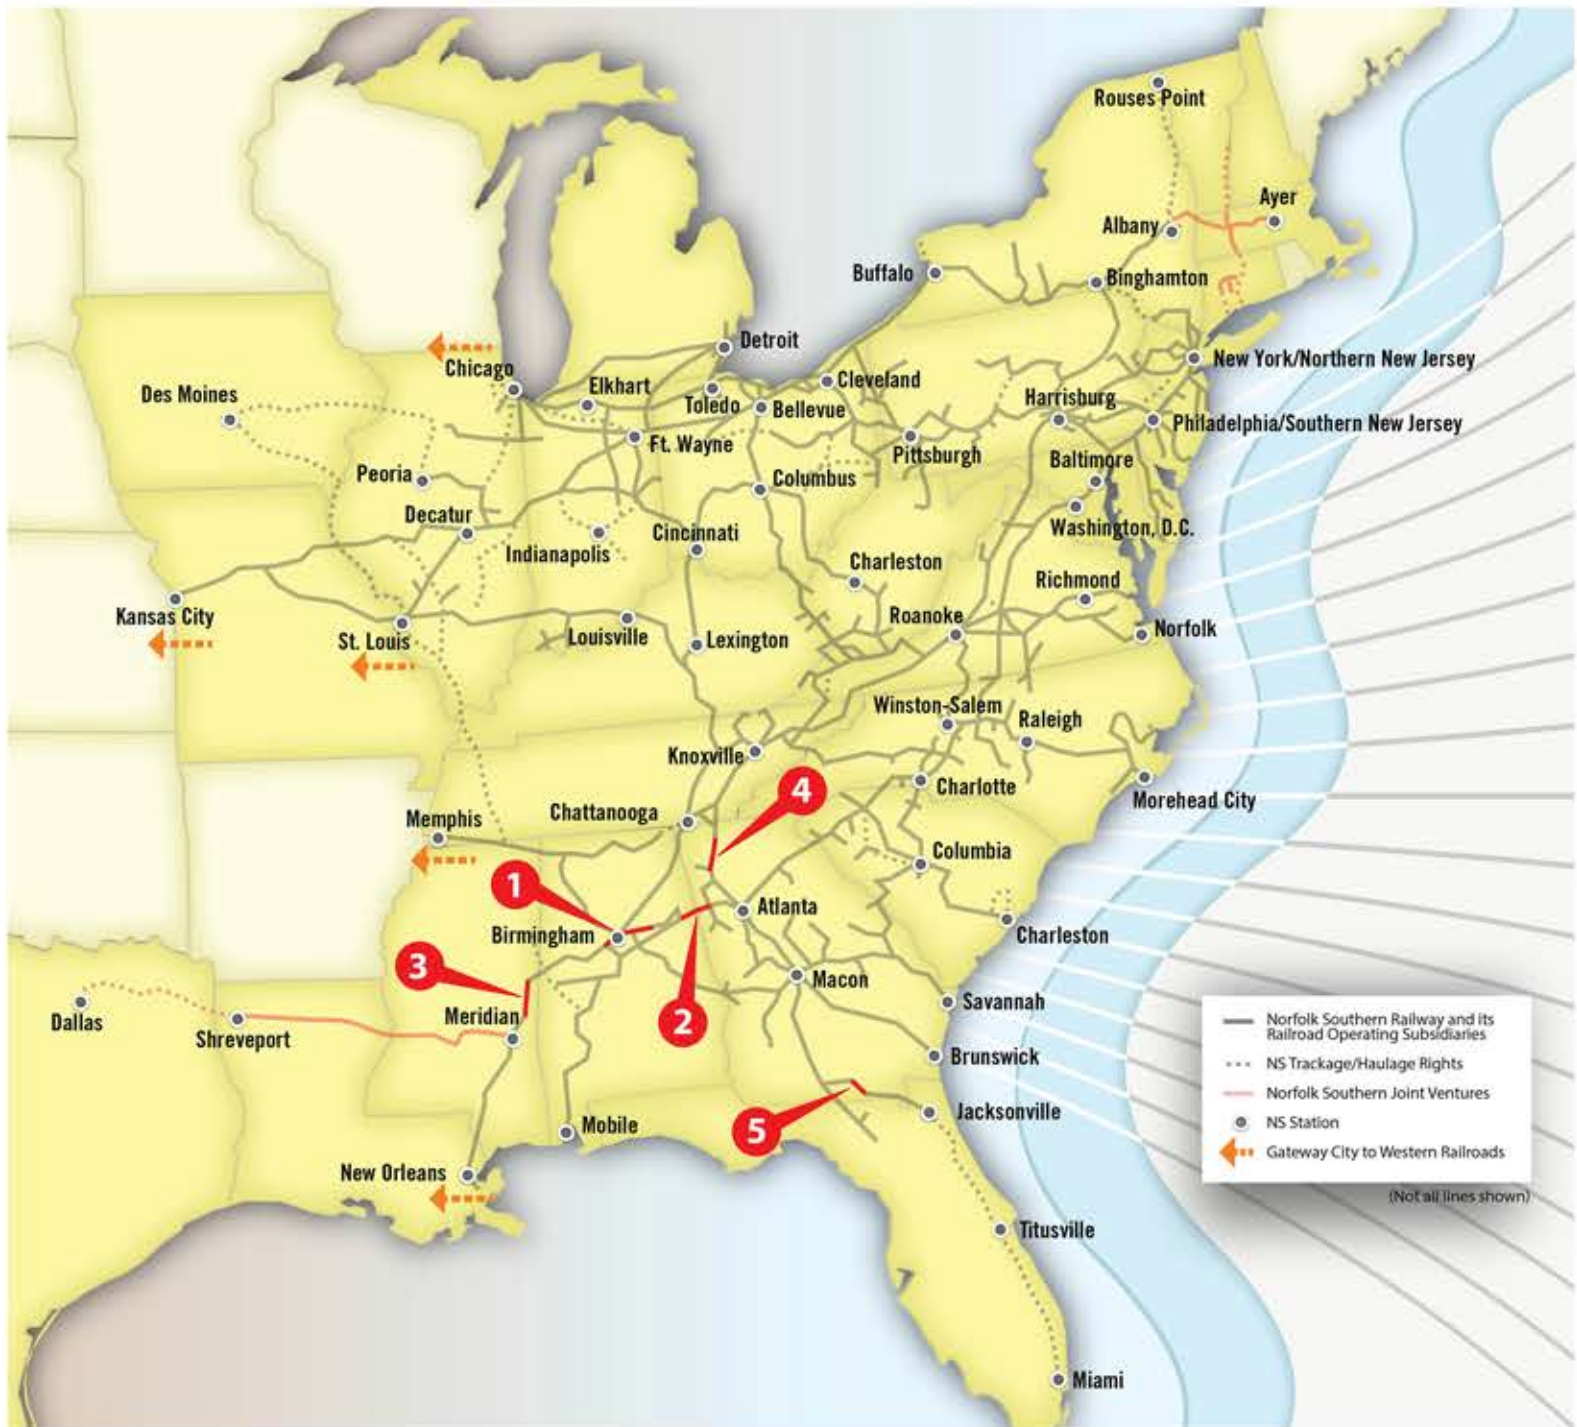 Rouses Point
Ayer
Albany
Buffalo
Binghamton
Detroit
New York/Northern New Jersey
Chicago
Elkhart
Cleveland
Des Moines
Toledo
Bellevue
Harrisburg
Philadelphia/Southern New Jersey
Ft. Wayne
Pittsburgh
Baltimore
Peoria
Columbus
Decatur
Washington, D.C.
Cincinnati
Indianapolis
Charleston
Richmond
Kansas City
Roanoke
Norfolk
St. Louis
Louisville
Lexington
Winston-Salem
Raleigh
Knoxville
4
Charlotte
Morehead City
Chattanooga
Memphis
Columbia
1
Atlanta
Birmingham
Charleston
3
Macon
Savannah
Dallas
Meridian
2
Shreveport
Brunswick
Jacksonville
Mobile
5
New Orleans
Titusville
Miami
Norfolk Southern Railway and its
Railroad Operating Subsidiaries
NS Trackage/Haulage Rights
Norfolk Southern Joint Ventures
NS Station
Gateway City to Western Railroads
(Not all lines shown)